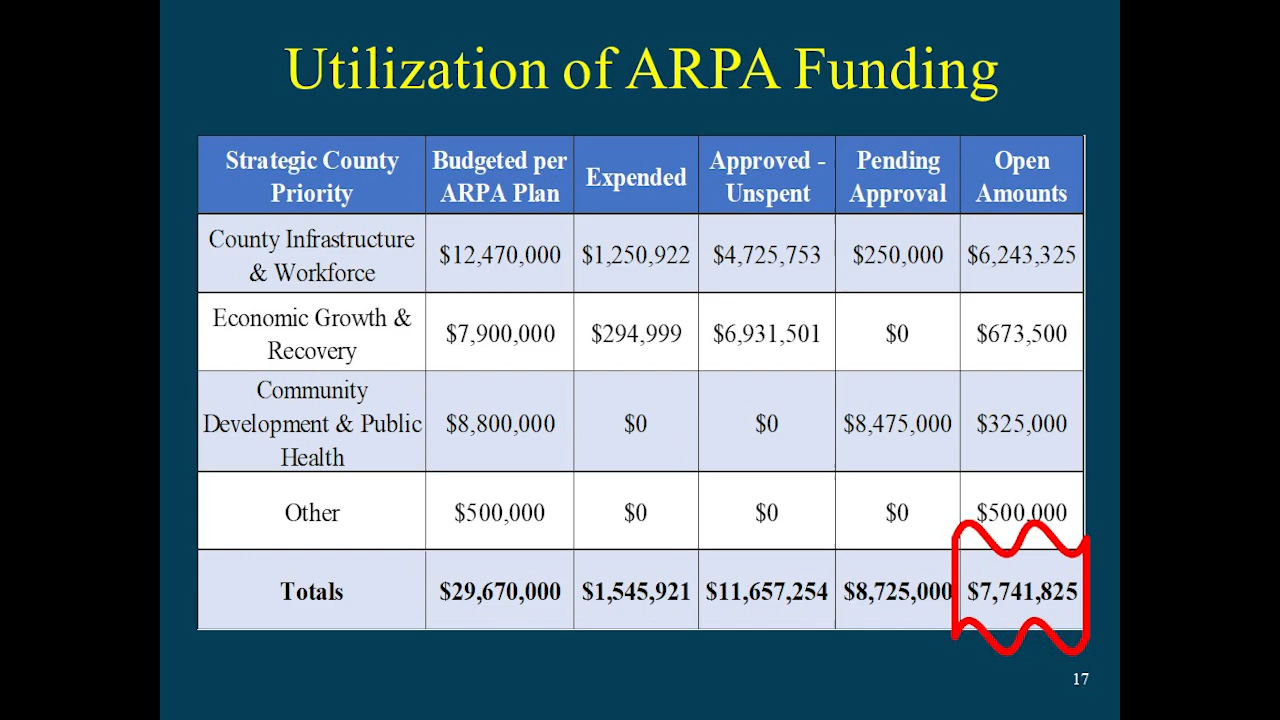 Utilization of ARPA Funding
Strategic County Priority | Budgeted per ARPA Plan | Expended | Approved - Unspent | Pending Approval | Open Amounts
County Infrastructure & Workforce | $12,470,000 | $1,250,922 | $4,725,753 | $250,000 | $6,243,325
Economic Growth & Recovery | $7,900,000 | $294,999 | $6,931,501 | $0 | $673,500
Community Development & Public Health | $8,800,000 | $0 | $0 | $8,475,000 | $325,000
Other | $500,000 | $0 | $0 | $0 | $500,000
Totals | $29,670,000 | $1,545,921 | $11,657,254 | $8,725,000 | $7,741,825
17